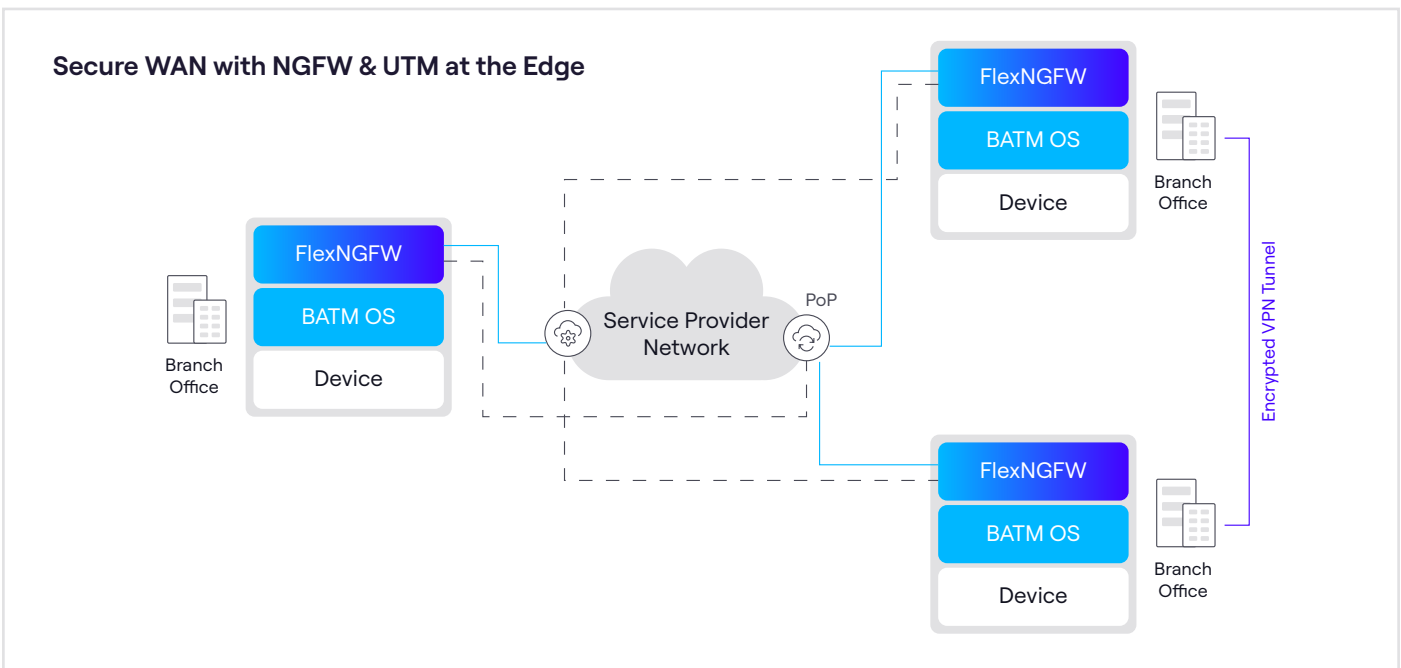 Secure WAN with NGFW & UTM at the Edge
FlexNGFW
BATM OS
Device
Branch
Office
FlexNGFW
BATM OS
Device
Branch
Office
Service Provider
Network
PoP
Encrypted VPN Tunnel
FlexNGFW
BATM OS
Device
Branch
Office